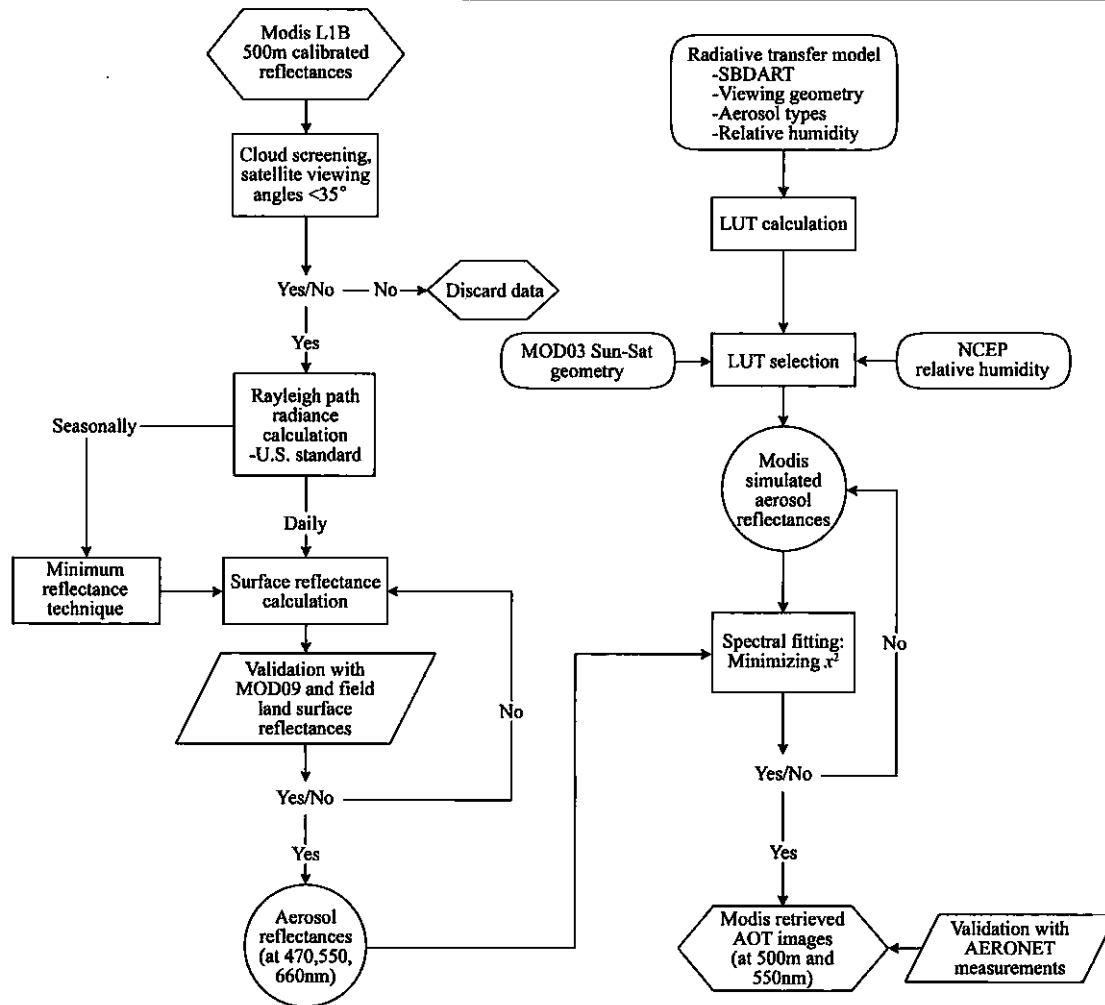 Modis L1B
500m calibrated
reflectances
Cloud screening,
satellite viewing
angles <35°
Yes/No
No
Discard data
Yes
Rayleigh path
radiance
calculation
-U.S. standard
Seasonally
Daily
Minimum
reflectance
technique
Surface reflectance
calculation
Validation with
MOD09 and field
land surface
reflectances
No
Yes/No
Yes
Aerosol
reflectances
(at 470,550,
660nm)
Radiative transfer model
-SBDART
-Viewing geometry
-Aerosol types
-Relative humidity
LUT calculation
MOD03 Sun-Sat
geometry
LUT selection
NCEP
relative humidity
Modis
simulated
aerosol
reflectances
Spectral fitting:
Minimizing x²
No
Yes/No
Yes
Modis retrieved
AOT images
(at 500m and
550nm)
Validation with
AERONET
measurements